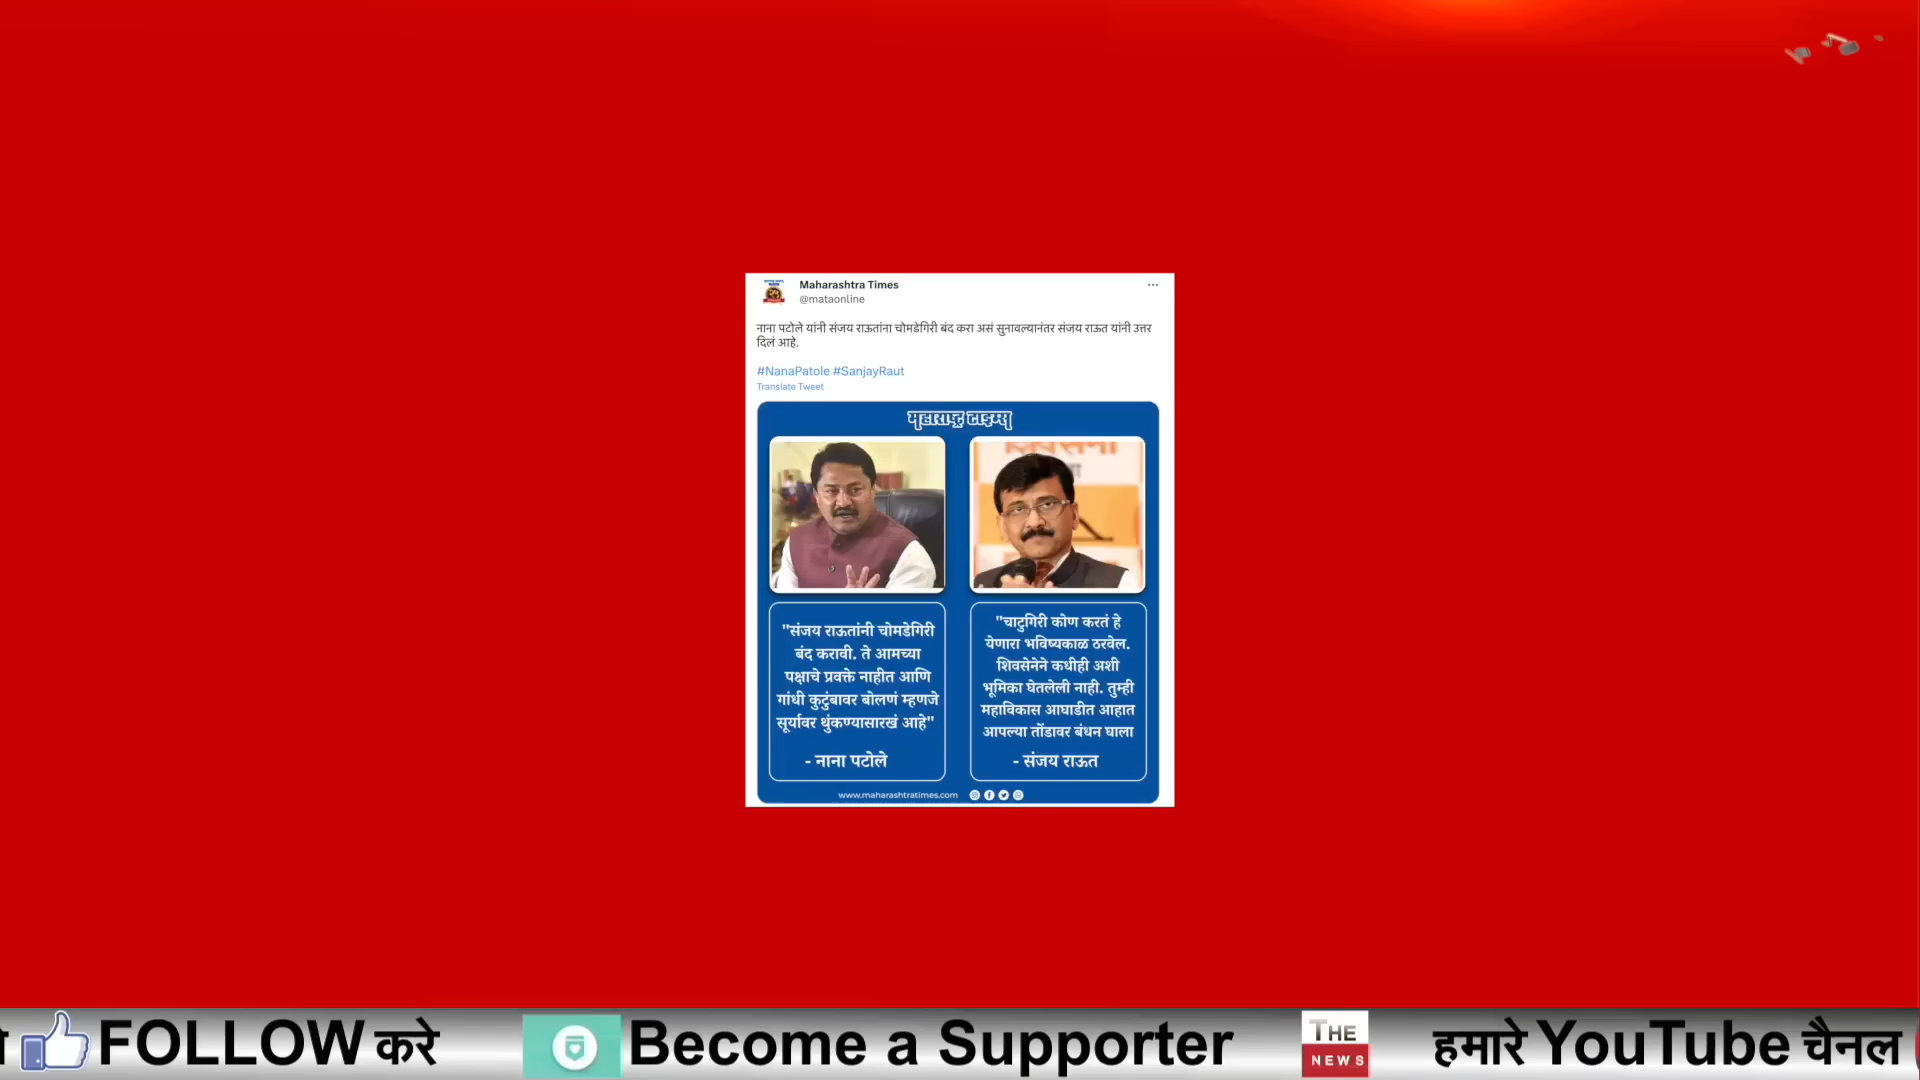 Maharashtra Times
@mataonline
नाना पटोले यांनी संजय राऊतांना चोमडेगिरी बंद करा असं सुनावल्यानंतर संजय राऊत यांनी उत्तर
दिलं आहे.
#NanaPatole #SanjayRaut
Translate Tweet
महाराष्ट्र टाइम्स
"संजय राऊतांनी चोमडेगिरी
बंद करावी. ते आमच्या
पक्षाचे प्रवक्ते नाहीत आणि
गांधी कुटुंबावर बोलणं म्हणजे
सूर्यावर थुंकण्यासारखं आहे"
- नाना पटोले
"चाटुगिरी कोण करतं हे
येणारा भविष्यकाळ ठरवेल.
शिवसेनेने कधीही अशी
भूमिका घेतलेली नाही. तुम्ही
महाविकास आघाडीत आहात
आपल्या तोंडावर बंधन घाला
- संजय राऊत
www.maharashtratimes.com
FOLLOW करे
Become a Supporter
THE
NEWS
हमारे YouTube चैनल